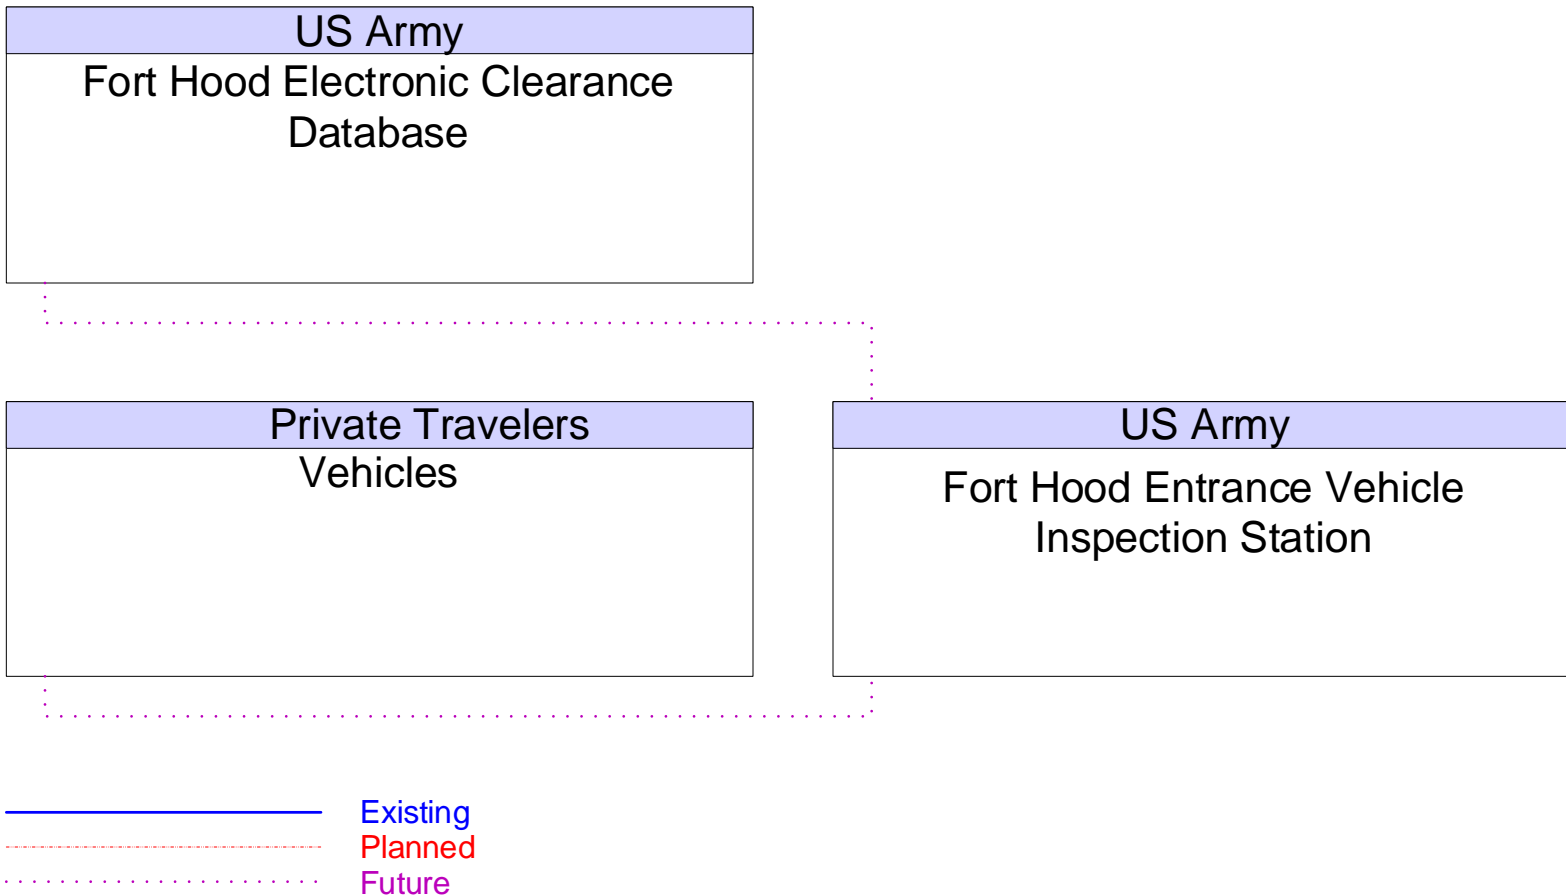 US Army
Fort Hood Electronic Clearance
Database
Private Travelers
Vehicles
US Army
Fort Hood Entrance Vehicle
Inspection Station
Existing
Planned
Future